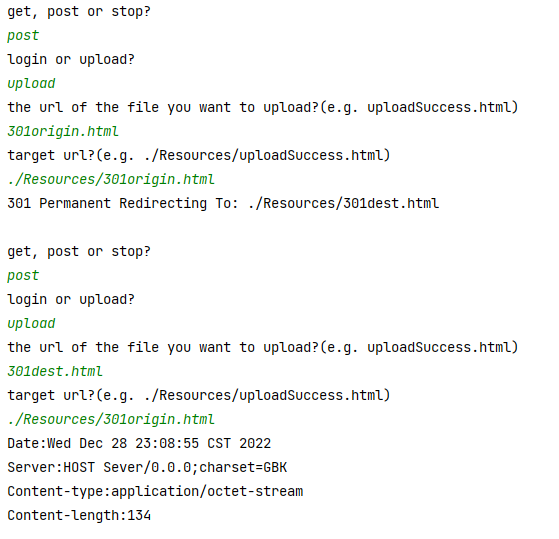 get, post or stop?
post
login or upload?
upload
the url of the file you want to upload?(e.g. uploadSuccess.html)
301origin.html
target url?(e.g. ./Resources/uploadSuccess.html)
./Resources/301origin.html
301 Permanent Redirecting To: ./Resources/301dest.html
get, post or stop?
post
login or upload?
upload
the url of the file you want to upload?(e.g. uploadSuccess.html)
301dest.html
target url?(e.g. ./Resources/uploadSuccess.html)
./Resources/301origin.html
Date:Wed Dec 28 23:08:55 CST 2022
Server:HOST Sever/0.0.0;charset=GBK
Content-type:application/octet-stream
Content-length:134